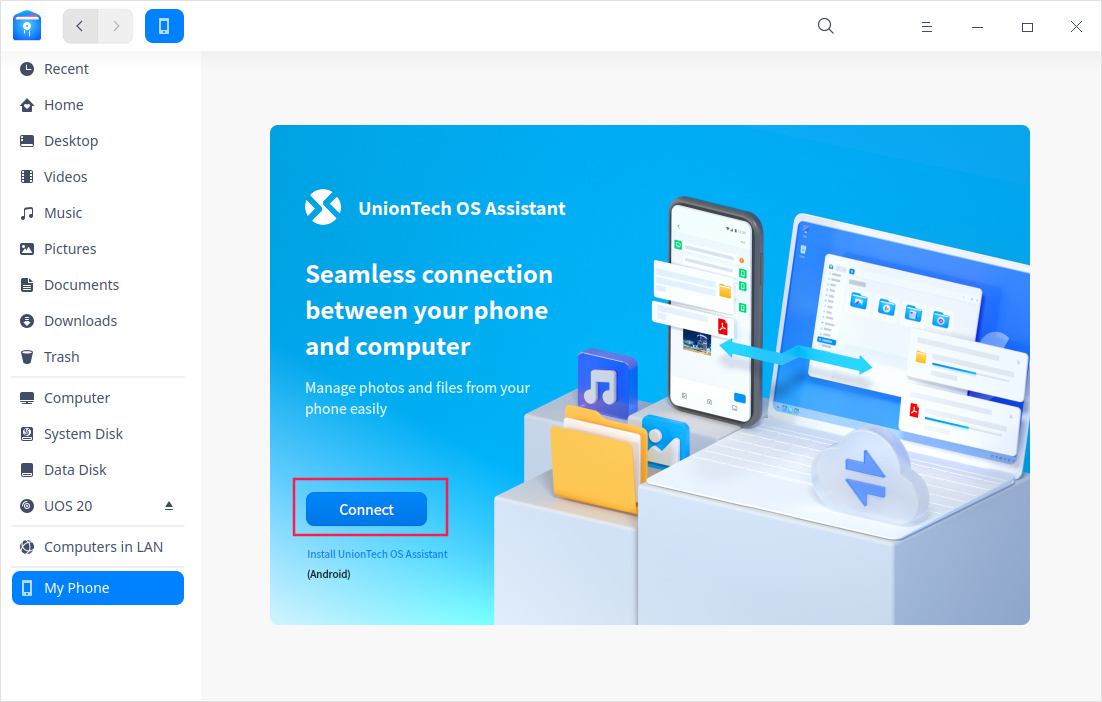 Recent
Home
Desktop
Videos
Music
Pictures
Documents
Downloads
Trash
Computer
System Disk
Data Disk
UOS 20
Computers in LAN
My Phone
UnionTech OS Assistant
Seamless connection
between your phone
and computer
Manage photos and files from your
phone easily
Connect
Install UnionTech OS Assistant
(Android)